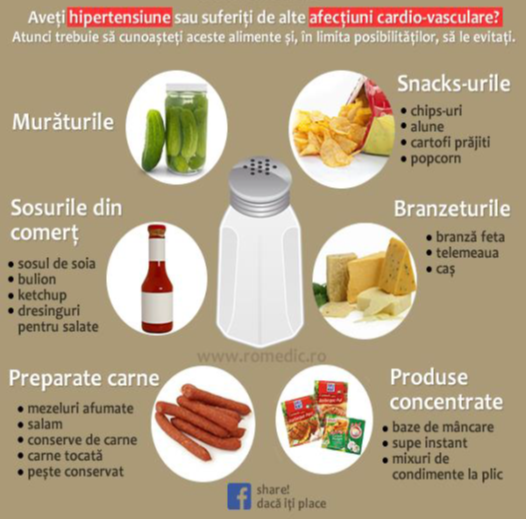 Aveți hipertensiune sau suferiți de alte afecțiuni cardio-vasculare?
Atunci trebuie să cunoașteți aceste alimente și, în limita posibilităților, să le evitați.
Murăturile
Snacks-urile
• chips-uri
• alune
• cartofi prăjiti
• popcorn
Sosurile din
comerț
• sosul de soia
• bulion
• ketchup
• dresinguri
pentru salate
Branzeturile
• branză feta
• telemeaua
• caș
www.romedic.ro
Preparate carne
• mezeluri afumate
• salam
• conserve de carne
• carne tocată
• pește conservat
Produse
concentrate
• baze de mâncare
• supe instant
• mixuri de
condimente la plic
share!
dacă îți place